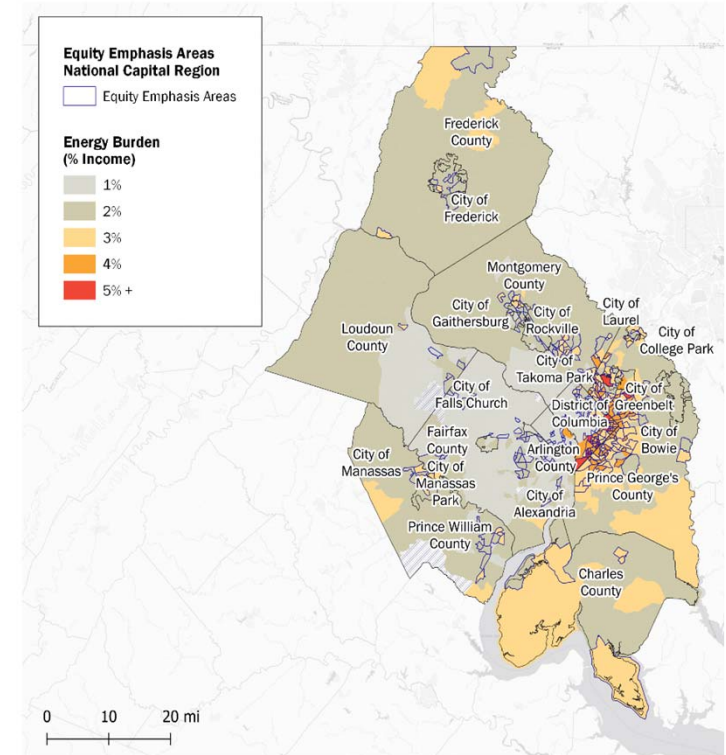 Equity Emphasis Areas
National Capital Region
Equity Emphasis Areas
Energy Burden
(% Income)
1%
2%
3%
4%
5% +
Frederick
County
City of
Frederick
Montgomery
County
City of
Gaithersburg
City of
Rockville
City of
Laurel
City of
College Park
Loudoun
County
City of
Takoma Park
City of
Falls Church
City of
Greenbelt
District of
Columbia
Fairfax
County
City of
Bowie
City of
Manassas
City of
Manassas
Park
Arlington
County
Prince George's
County
City of
Alexandria
Prince William
County
Charles
County
0 10 20 mi